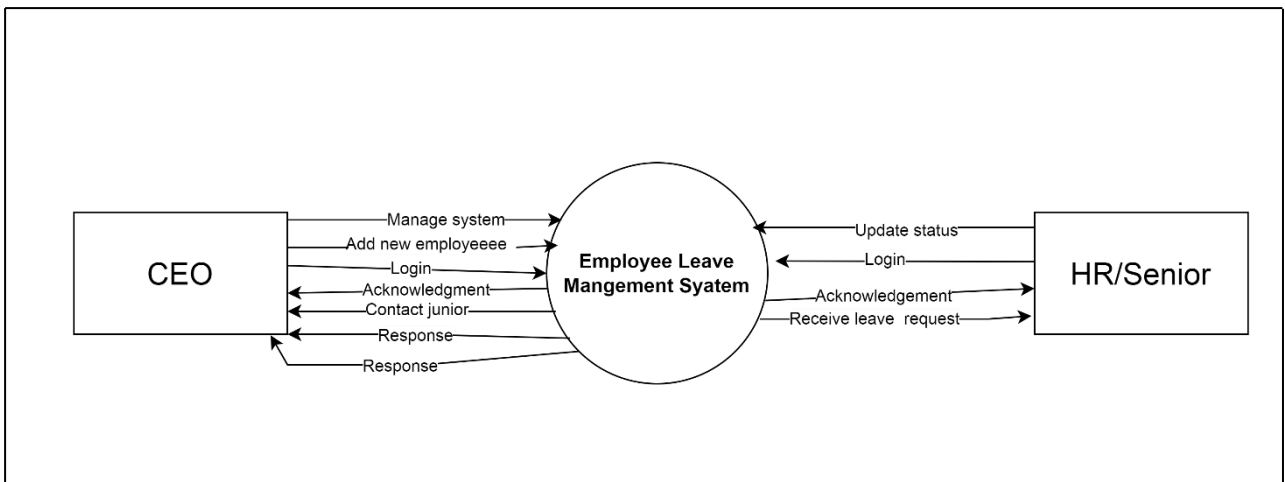 CEO
Manage system
Add new employeeee
Login
Acknowledgment
Contact junior
Response
Response
Employee Leave
Mangement Syatem
Update status
Login
Acknowledgement
Receive leave request
HR/Senior